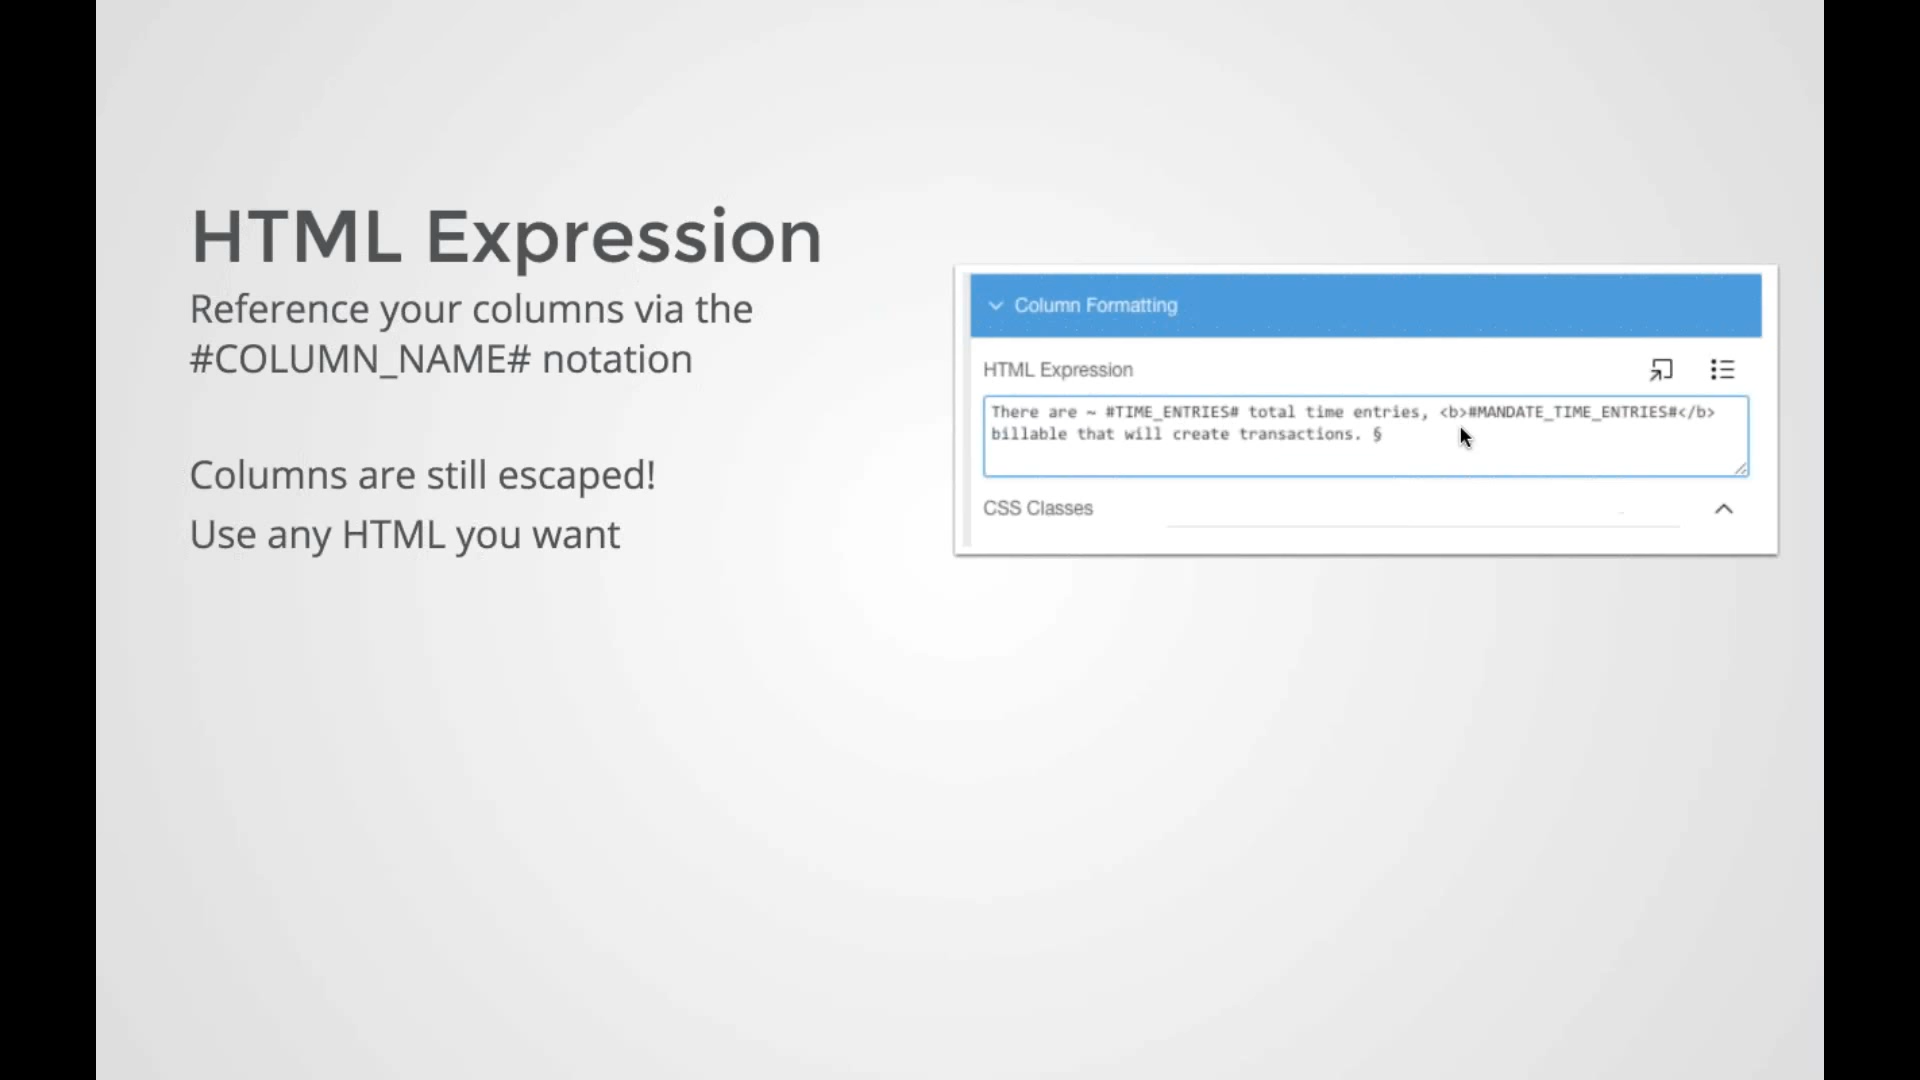 HTML Expression
Reference your columns via the
#COLUMN_NAME# notation
Columns are still escaped!
Use any HTML you want
Column Formatting
HTML Expression
There are ~ #TIME_ENTRIES# total time entries, <b>#MANDATE_TIME_ENTRIES#</b>
billable that will create transactions. §
CSS Classes